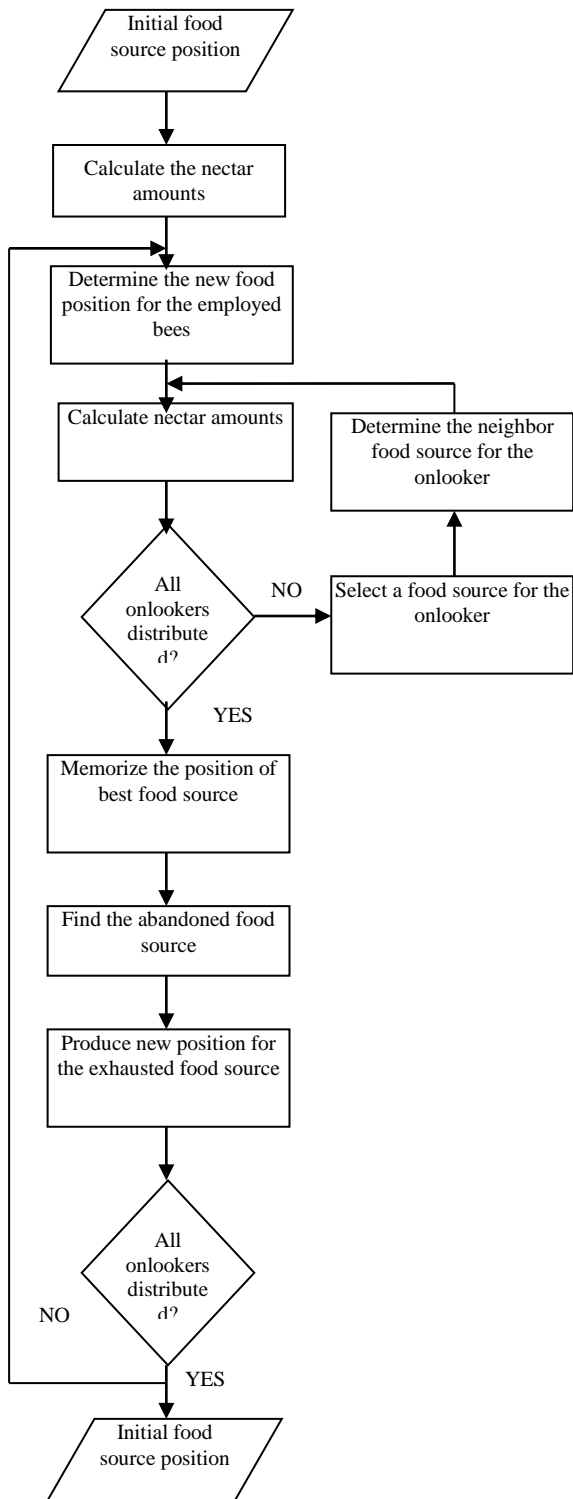 Initial food
source position
Calculate the nectar
amounts
Determine the new food
position for the employed
bees
Calculate nectar amounts
Determine the neighbor
food source for the
onlooker
All
onlookers
distribute
d?
NO
Select a food source for the
onlooker
YES
Memorize the position of
best food source
Find the abandoned food
source
Produce new position for
the exhausted food source
All
onlookers
distribute
d?
NO
YES
Initial food
source position